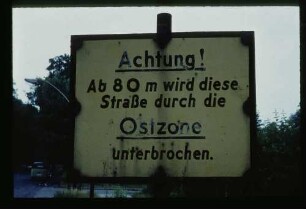 Achtung!
Ab 80 m wird diese
Straße durch die
Ostzone
unterbrochen.